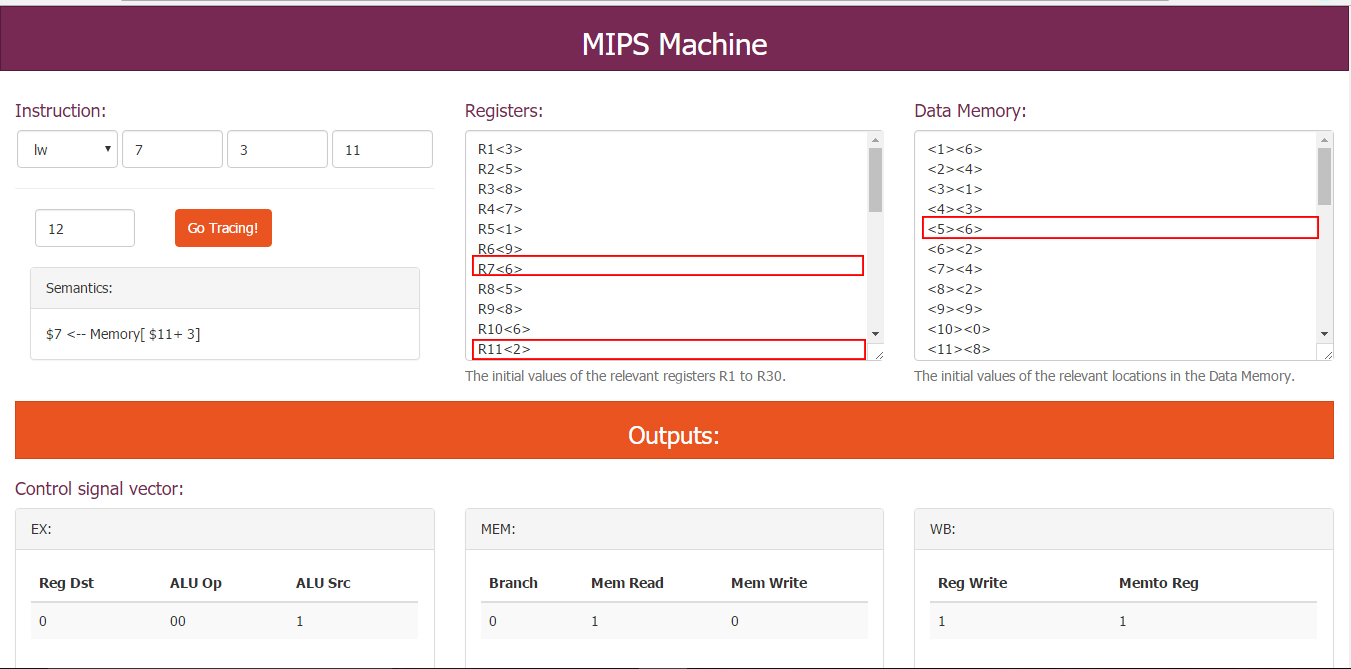 MIPS Machine
Instruction:
lw 7 3 11
12 Go Tracing!
Semantics:
$7 <-- Memory[ $11+ 3]
Registers:
R1<3>
R2<5>
R3<8>
R4<7>
R5<1>
R6<9>
R7<6>
R8<5>
R9<8>
R10<6>
R11<2>
The initial values of the relevant registers R1 to R30.
Data Memory:
<1><6>
<2><4>
<3><1>
<4><3>
<5><6>
<6><2>
<7><4>
<8><2>
<9><9>
<10><0>
<11><8>
The initial values of the relevant locations in the Data Memory.
Outputs:
Control signal vector:
EX:
Reg Dst ALU Op ALU Src
0 00 1
MEM:
Branch Mem Read Mem Write
0 1 0
WB:
Reg Write Memto Reg
1 1